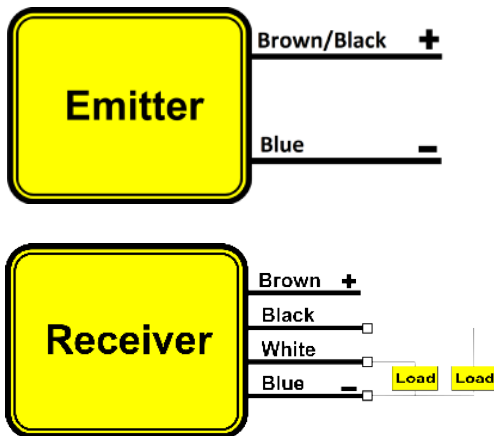 Brown/Black +
Emitter
Blue -
Brown +
Black
Receiver
White
Blue -
Load Load